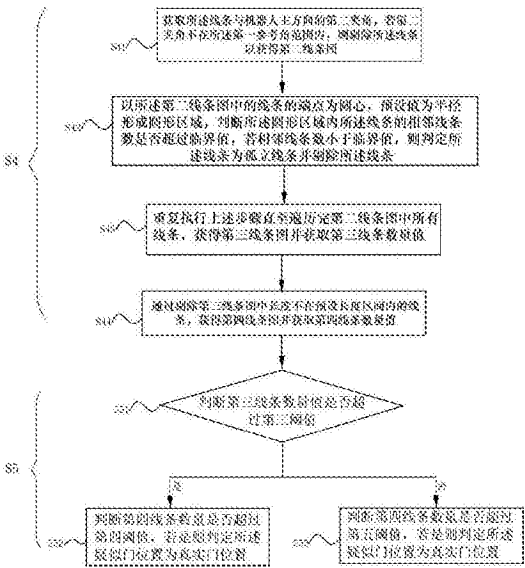 S4
S41
获取所述线条与机器人主方向的第二夹角，若第二
夹角不在所述第一参考角范围内，则剔除所述线条
以获得第二线条图
S42
以所述第二线条图中的线条的端点为圆心，预设值为半径
形成圆形区域，判断所述圆形区域内所述线条的相邻线条
数是否超过临界值，若相邻线条数小于临界值，则判定所
述线条为孤立线条并剔除所述线条
S43
重复执行上述步骤直至遍历完第二线条图中所有
线条，获得第三线条图并获取第三线条数量值
S44
通过剔除第三线条图中长度不在预设长度区间内的线
条，获得第四线条图并获取第四线条数量值
S5
S51
判断第三线条数量值是否超
过第三阈值
是
否
S52
判断第四线条数量是否超过
第四阈值，若是则判定所述
疑似门位置为真实门位置
判断第四线条数量是否超过
第五阈值，若是则判定所述
疑似门位置为真实门位置